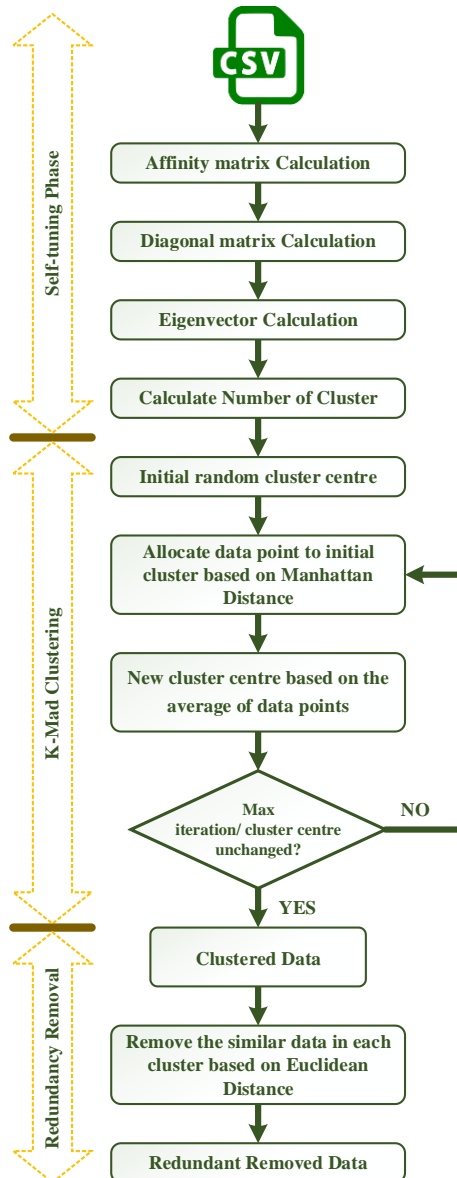 CSV
Self-tuning Phase
Affinity matrix Calculation
Diagonal matrix Calculation
Eigenvector Calculation
Calculate Number of Cluster
K-Mad Clustering
Initial random cluster centre
Allocate data point to initial
cluster based on Manhattan
Distance
New cluster centre based on the
average of data points
Max
iteration/ cluster centre
unchanged?
NO
YES
Redundancy Removal
Clustered Data
Remove the similar data in each
cluster based on Euclidean
Distance
Redundant Removed Data